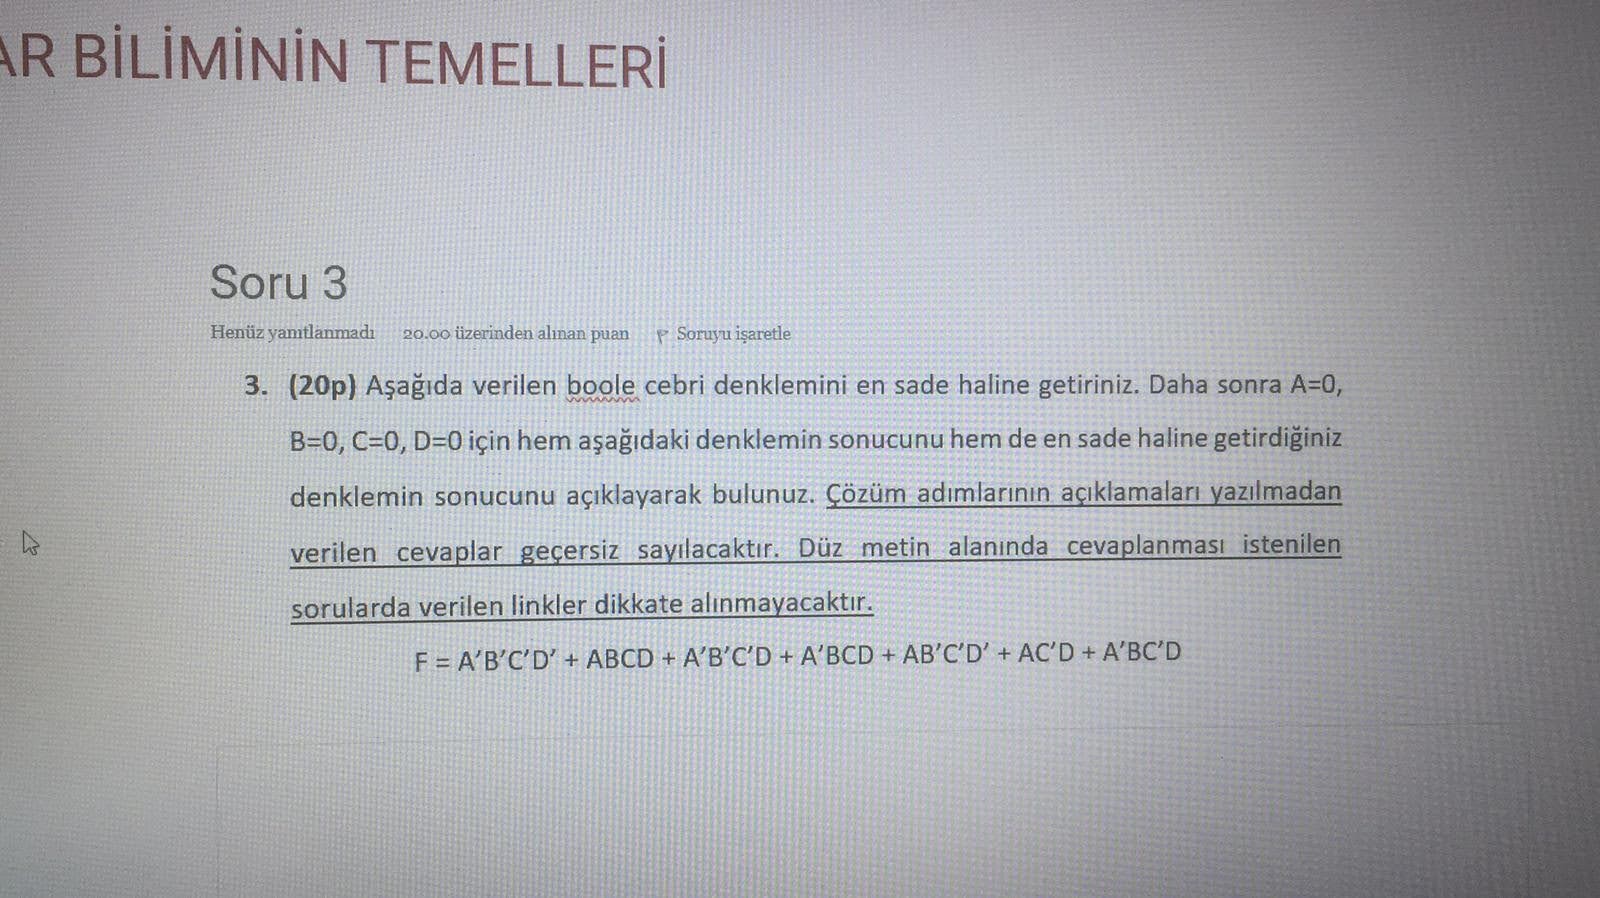 AR BİLİMİNİN TEMELLERİ
Soru 3
Henüz yanıtlanmadı 20.00 üzerinden alınan puan Soruyu işaretle
3. (20p) Aşağıda verilen boole cebri denklemini en sade haline getiriniz. Daha sonra A=0,
B=0, C=0, D=0 için hem aşağıdaki denklemin sonucunu hem de en sade haline getirdiğiniz
denklemin sonucunu açıklayarak bulunuz. Çözüm adımlarının açıklamaları yazılmadan
verilen cevaplar geçersiz sayılacaktır. Düz metin alanında cevaplanması istenilen
sorularda verilen linkler dikkate alınmayacaktır.
F = A′B′C′D′ + ABCD + A′B′C′D + A′BCD + AB′C′D′ + AC′D + A′BC′D